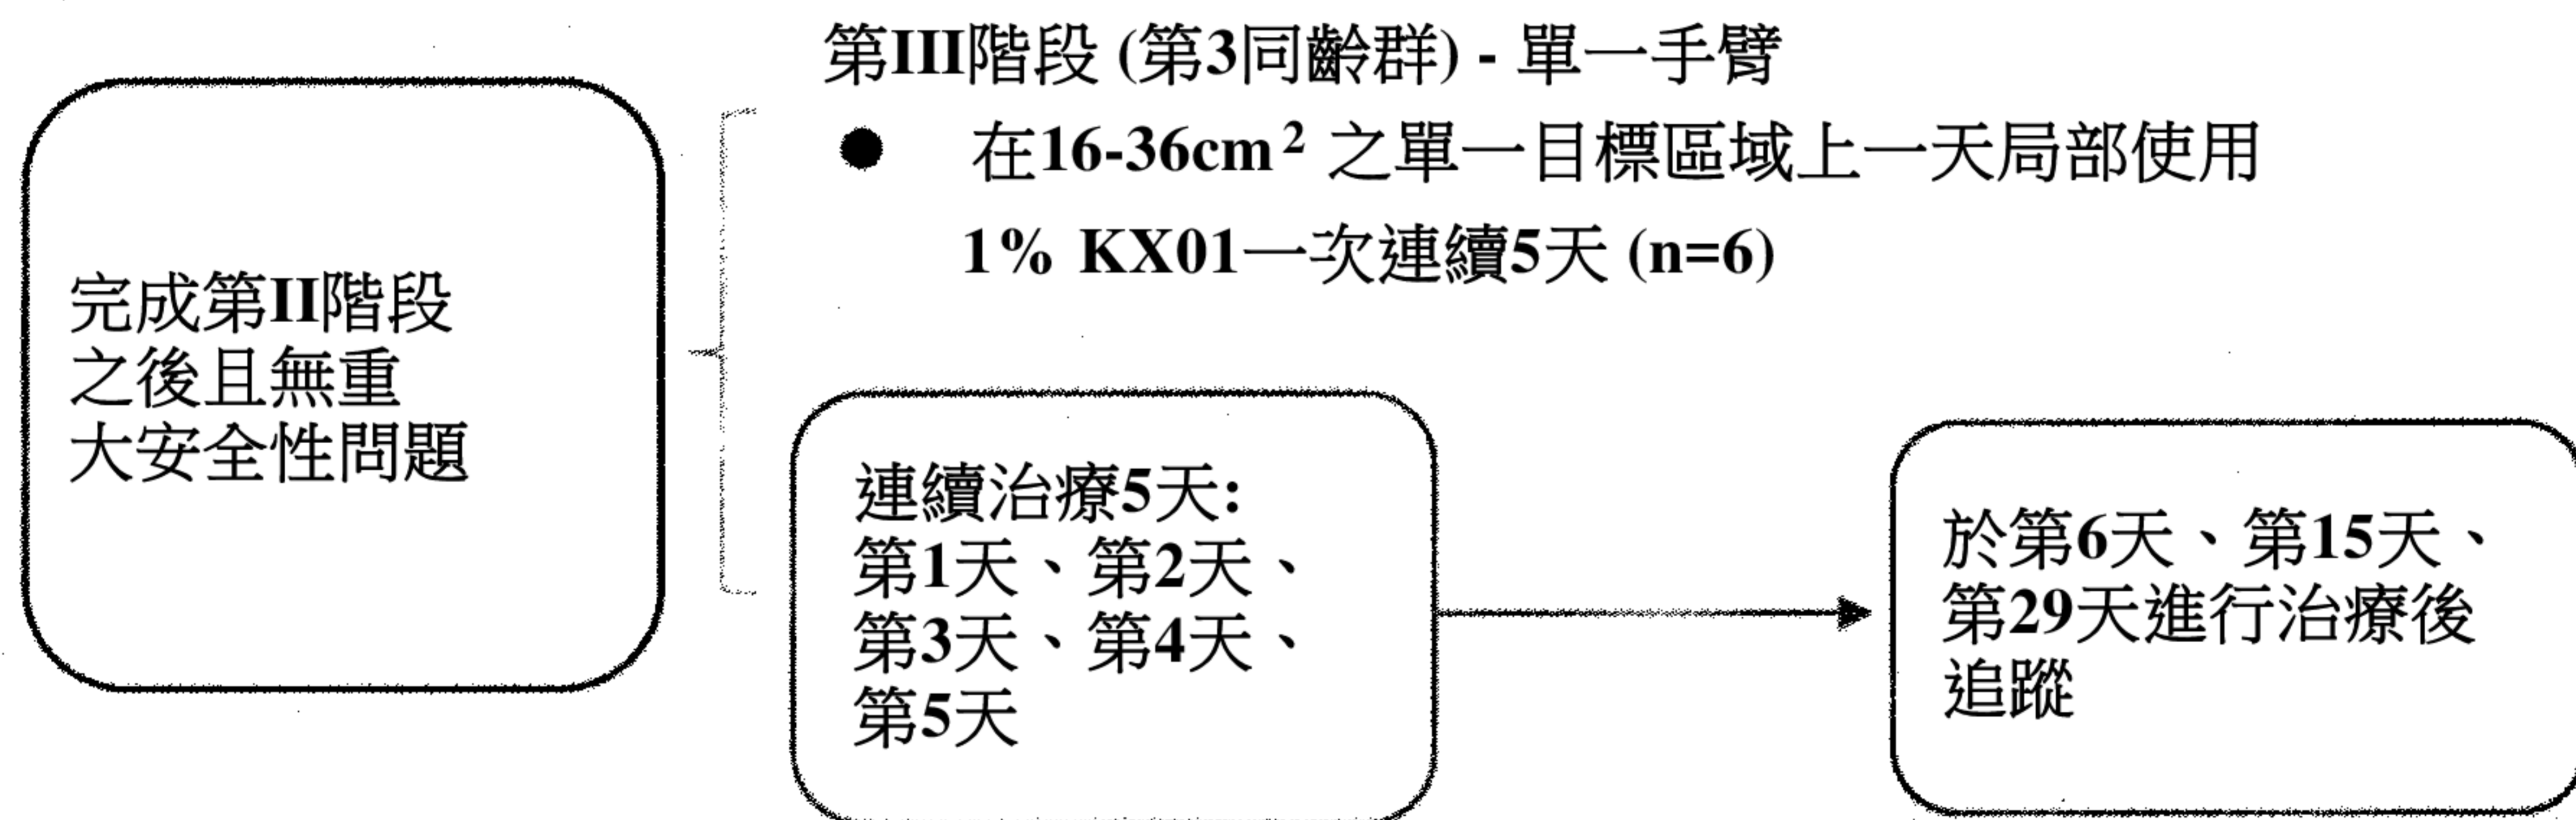 第III階段 (第3同齡群) - 單一手臂
● 在16-36cm² 之單一目標區域上一天局部使用
1% KX01一次連續5天 (n=6)
完成第II階段
之後且無重
大安全性問題
連續治療5天:
第1天、第2天、
第3天、第4天、
第5天
於第6天、第15天、
第29天進行治療後
追蹤